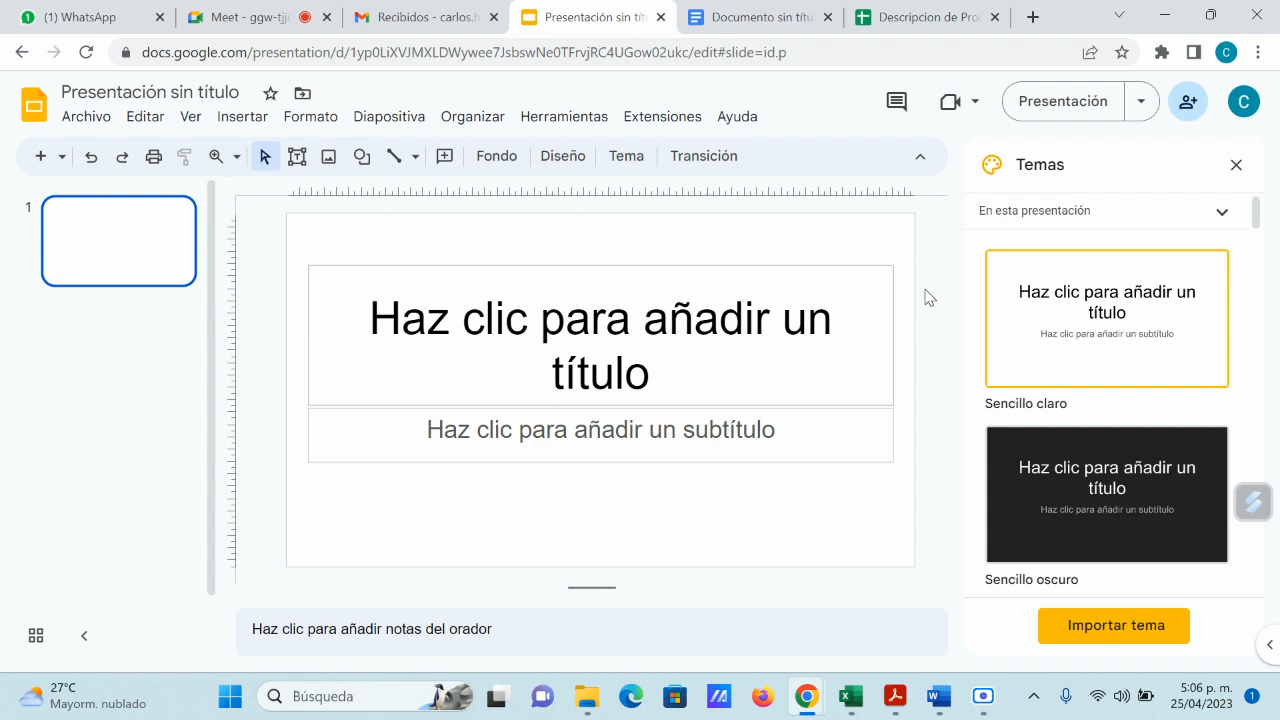 (1) WhatsApp
Meet - ggw-tjjc
Recibidos - carlos.h
Presentación sin tít
Documento sin títu
Descripcion de Proc
docs.google.com/presentation/d/1yp0LiXVJMXLDWywee7JsbswNe0TFrvjRC4UGow02ukc/edit#slide=id.p
C
Presentación sin título
Archivo Editar Ver Insertar Formato Diapositiva Organizar Herramientas Extensiones Ayuda
Presentación
C
Fondo Diseño Tema Transición
Temas
En esta presentación
1
Haz clic para añadir un
título
Haz clic para añadir un subtítulo
Haz clic para añadir un
título
Haz clic para añadir un subtítulo
Sencillo claro
Haz clic para añadir un
título
Haz clic para añadir un subtítulo
Sencillo oscuro
Importar tema
Haz clic para añadir notas del orador
27°C
Mayorm. nublado
Búsqueda
5:06 p. m.
25/04/2023
1